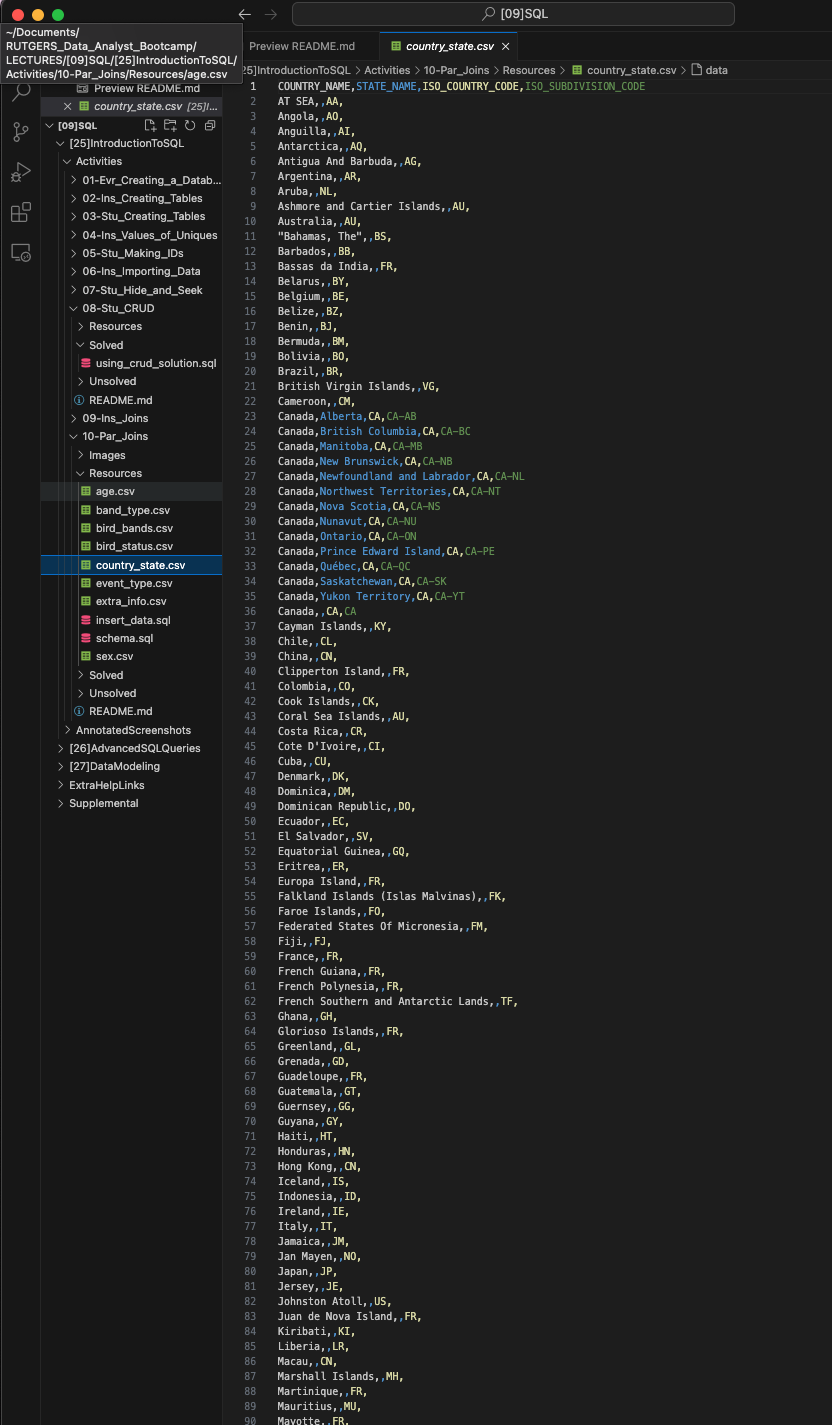 [09]SQL
~/Documents/
RUTGERS_Data_Analyst_Bootcamp/
LECTURES/[09]SQL/[25]IntroductionToSQL/
Activities/10-Par_Joins/Resources/age.csv
Preview README.md
country_state.csv [25]I...
[09]SQL
[25]IntroductionToSQL
Activities
01-Evr_Creating_a_Datab...
02-Ins_Creating_Tables
03-Stu_Creating_Tables
04-Ins_Values_of_Uniques
05-Stu_Making_IDs
06-Ins_Importing_Data
07-Stu_Hide_and_Seek
08-Stu_CRUD
Resources
Solved
using_crud_solution.sql
Unsolved
README.md
09-Ins_Joins
10-Par_Joins
Images
Resources
age.csv
band_type.csv
bird_bands.csv
bird_status.csv
country_state.csv
event_type.csv
extra_info.csv
insert_data.sql
schema.sql
sex.csv
Solved
Unsolved
README.md
AnnotatedScreenshots
[26]AdvancedSQLQueries
[27]DataModeling
ExtraHelpLinks
Supplemental
Preview README.md country_state.csv
25]IntroductionToSQL > Activities > 10-Par_Joins > Resources > country_state.csv > data
1 COUNTRY_NAME,STATE_NAME,ISO_COUNTRY_CODE,ISO_SUBDIVISION_CODE
2 AT SEA,,AA,
3 Angola,,AO,
4 Anguilla,,AI,
5 Antarctica,,AQ,
6 Antigua And Barbuda,,AG,
7 Argentina,,AR,
8 Aruba,,NL,
9 Ashmore and Cartier Islands,,AU,
10 Australia,,AU,
11 "Bahamas, The",,BS,
12 Barbados,,BB,
13 Bassas da India,,FR,
14 Belarus,,BY,
15 Belgium,,BE,
16 Belize,,BZ,
17 Benin,,BJ,
18 Bermuda,,BM,
19 Bolivia,,BO,
20 Brazil,,BR,
21 British Virgin Islands,,VG,
22 Cameroon,,CM,
23 Canada,Alberta,CA,CA-AB
24 Canada,British Columbia,CA,CA-BC
25 Canada,Manitoba,CA,CA-MB
26 Canada,New Brunswick,CA,CA-NB
27 Canada,Newfoundland and Labrador,CA,CA-NL
28 Canada,Northwest Territories,CA,CA-NT
29 Canada,Nova Scotia,CA,CA-NS
30 Canada,Nunavut,CA,CA-NU
31 Canada,Ontario,CA,CA-ON
32 Canada,Prince Edward Island,CA,CA-PE
33 Canada,Québec,CA,CA-QC
34 Canada,Saskatchewan,CA,CA-SK
35 Canada,Yukon Territory,CA,CA-YT
36 Canada,,CA,CA
37 Cayman Islands,,KY,
38 Chile,,CL,
39 China,,CN,
40 Clipperton Island,,FR,
41 Colombia,,CO,
42 Cook Islands,,CK,
43 Coral Sea Islands,,AU,
44 Costa Rica,,CR,
45 Cote D'Ivoire,,CI,
46 Cuba,,CU,
47 Denmark,,DK,
48 Dominica,,DM,
49 Dominican Republic,,DO,
50 Ecuador,,EC,
51 El Salvador,,SV,
52 Equatorial Guinea,,GQ,
53 Eritrea,,ER,
54 Europa Island,,FR,
55 Falkland Islands (Islas Malvinas),,FK,
56 Faroe Islands,,FO,
57 Federated States Of Micronesia,,FM,
58 Fiji,,FJ,
59 France,,FR,
60 French Guiana,,FR,
61 French Polynesia,,FR,
62 French Southern and Antarctic Lands,,TF,
63 Ghana,,GH,
64 Glorioso Islands,,FR,
65 Greenland,,GL,
66 Grenada,,GD,
67 Guadeloupe,,FR,
68 Guatemala,,GT,
69 Guernsey,,GG,
70 Guyana,,GY,
71 Haiti,,HT,
72 Honduras,,HN,
73 Hong Kong,,CN,
74 Iceland,,IS,
75 Indonesia,,ID,
76 Ireland,,IE,
77 Italy,,IT,
78 Jamaica,,JM,
79 Jan Mayen,,NO,
80 Japan,,JP,
81 Jersey,,JE,
82 Johnston Atoll,,US,
83 Juan de Nova Island,,FR,
84 Kiribati,,KI,
85 Liberia,,LR,
86 Macau,,CN,
87 Marshall Islands,,MH,
88 Martinique,,FR,
89 Mauritius,,MU,
90 Mayotte,,FR,